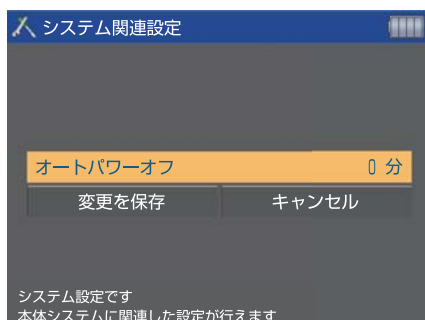 システム関連設定
オートパワーオフ 0 分
変更を保存 キャンセル
システム設定です
本体システムに関連した設定が行えます